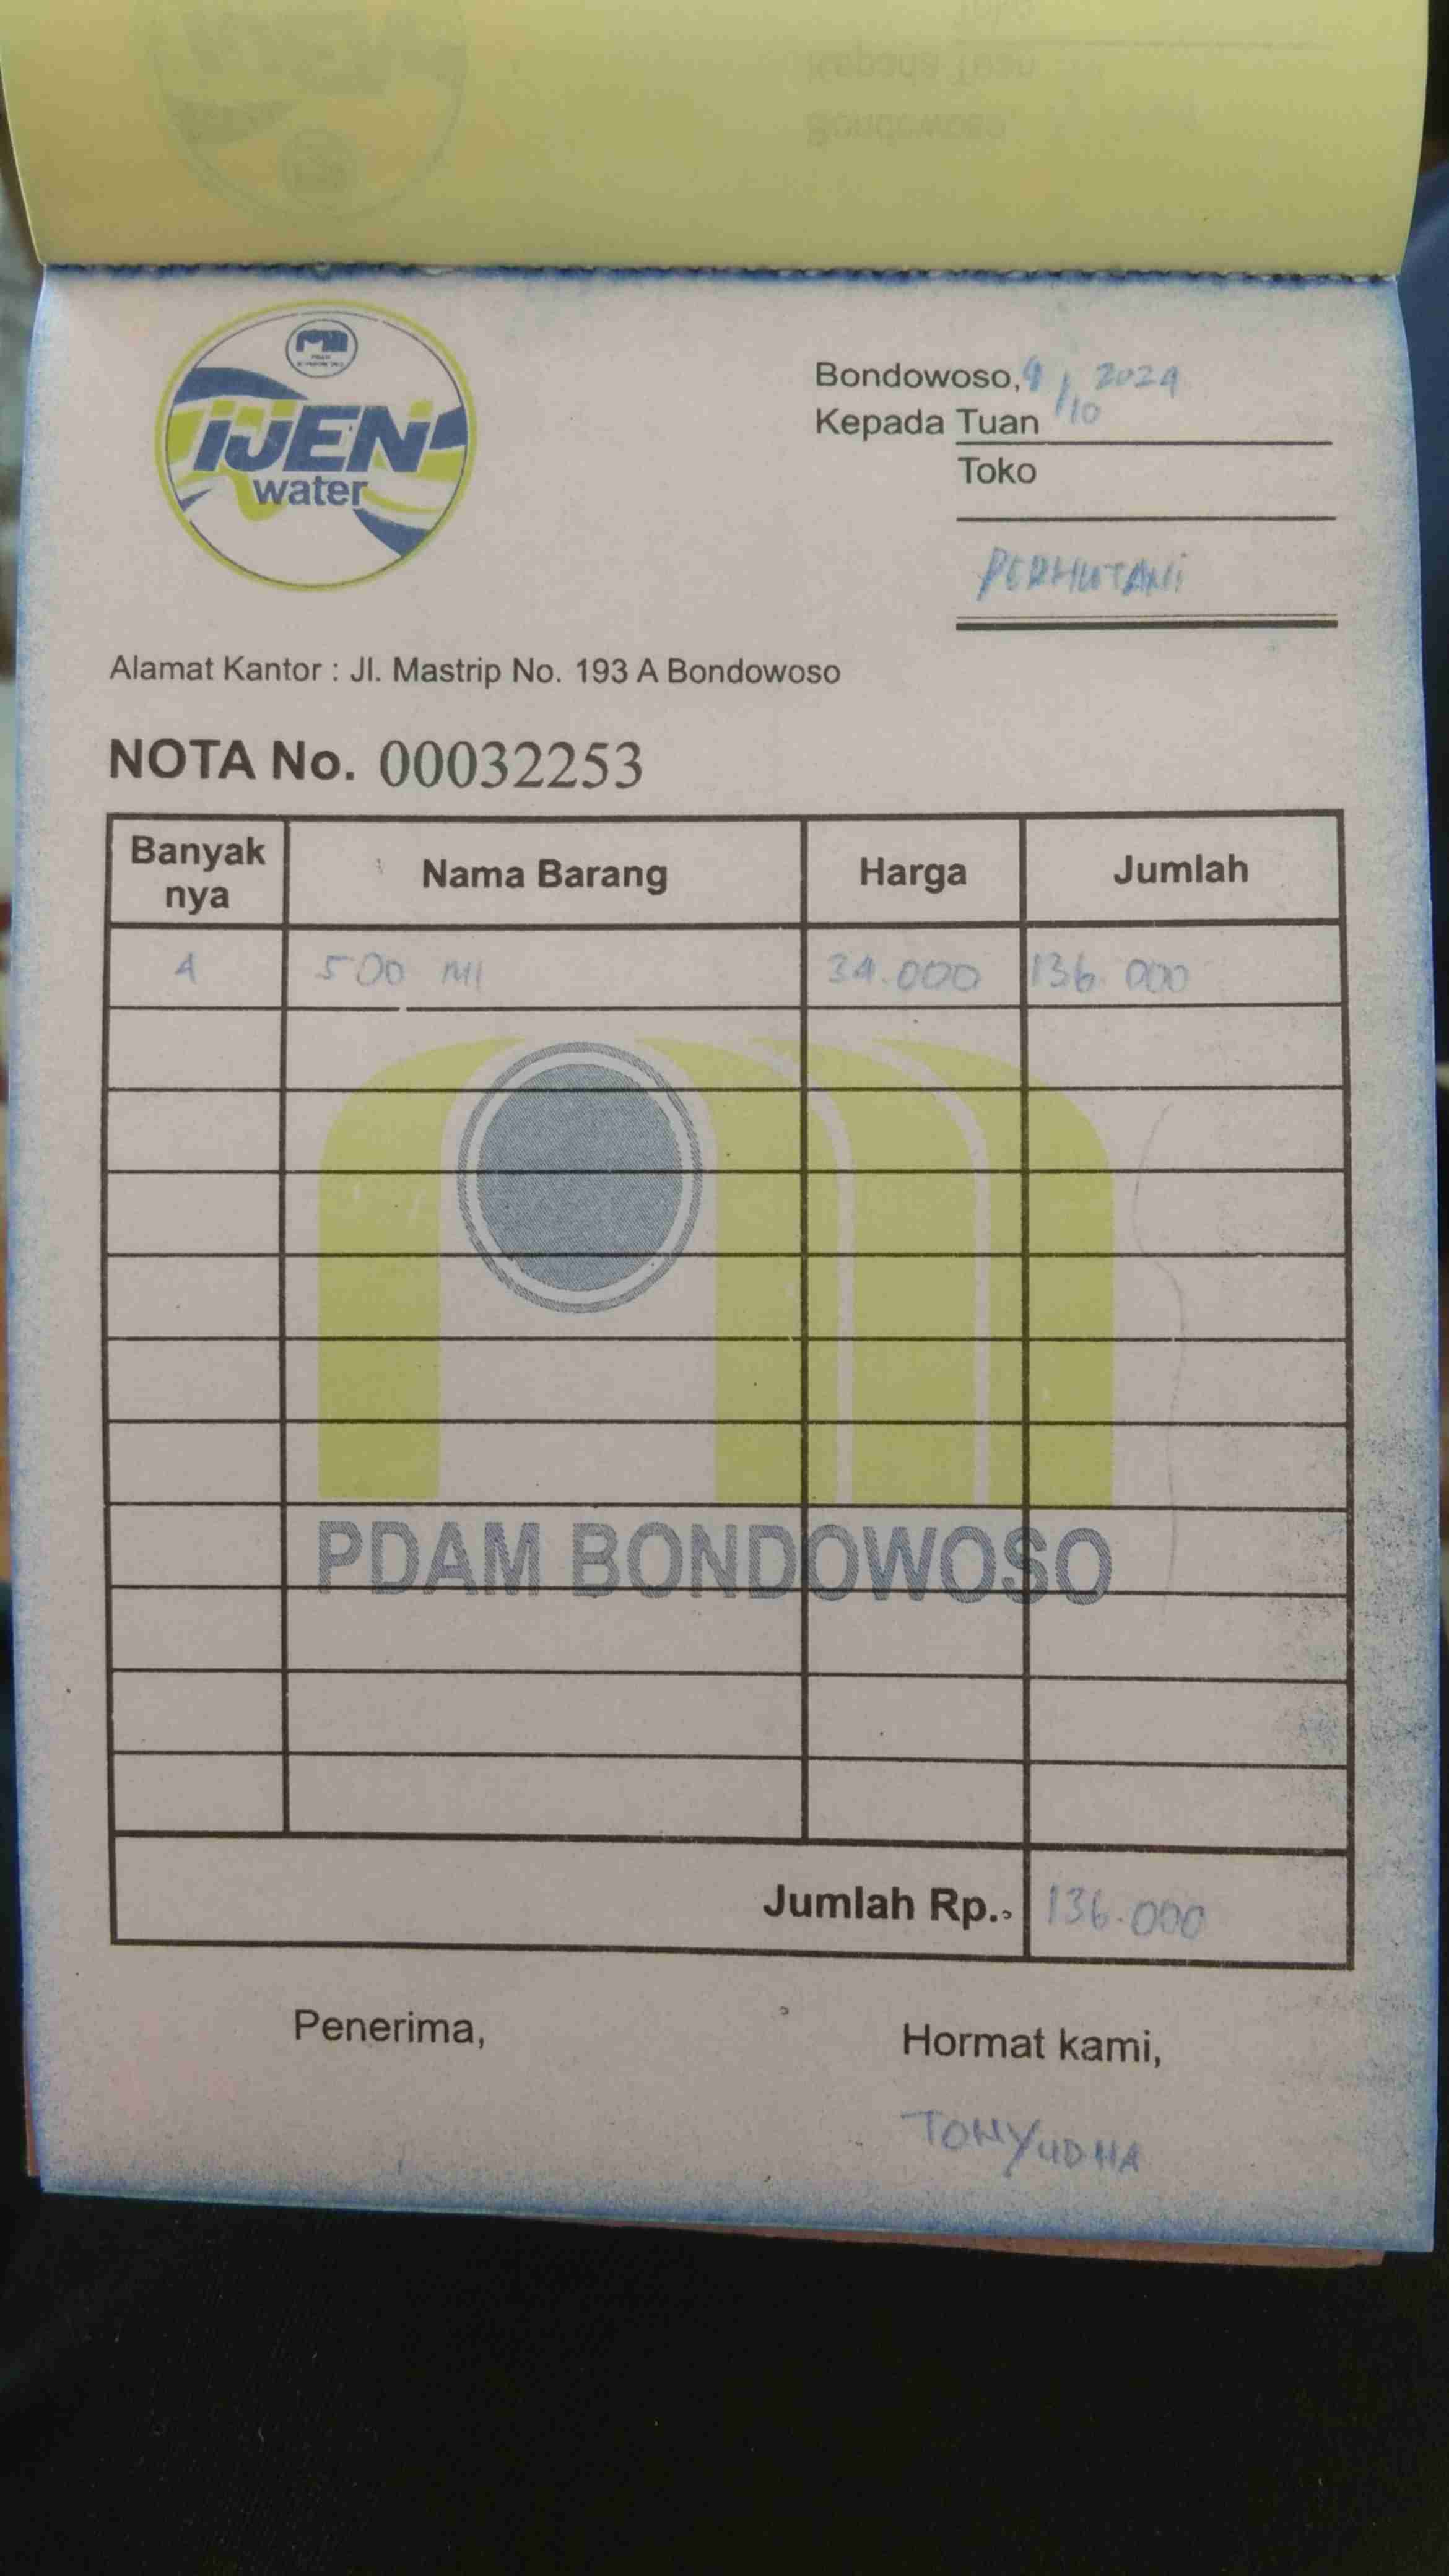 IJEN
water
Bondowoso, 9/10 2024
Kepada Tuan
Toko
PERHUTANi
Alamat Kantor : Jl. Mastrip No. 193 A Bondowoso
NOTA No. 00032253
Banyak nya Nama Barang Harga Jumlah
4 500 Ml 34.000 136.000
PDAM BONDOWOSO
Jumlah Rp. 136.000
Penerima, Hormat kami,
TONYUDHA